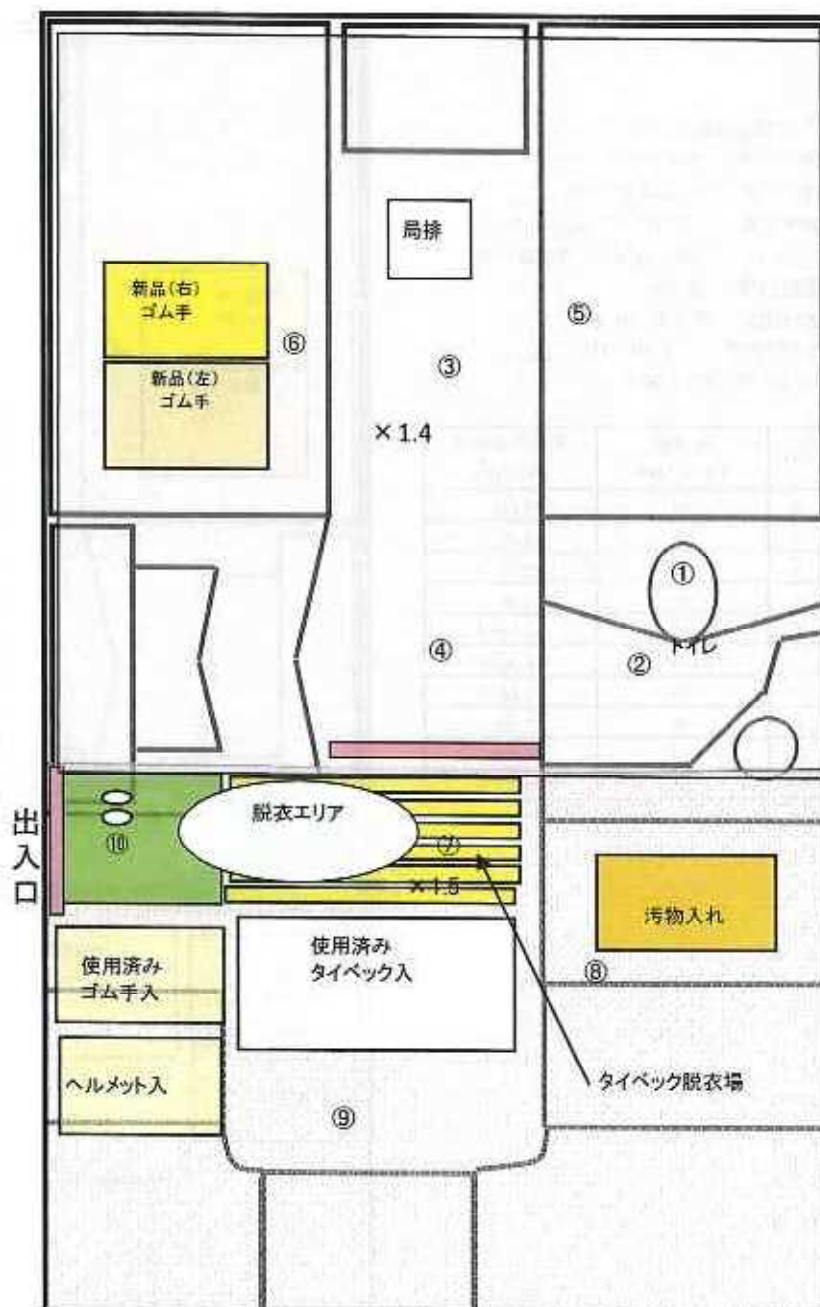 局排
新品(右)
ゴム手
新品(左)
ゴム手
⑥
⑤
③
×1.4
①
④
②
トイレ
出入口
⑩
脱衣エリア
⑦
×1.5
汚物入れ
使用済み
ゴム手入
使用済み
タイベック入
⑧
ヘルメット入
タイベック脱衣場
⑨